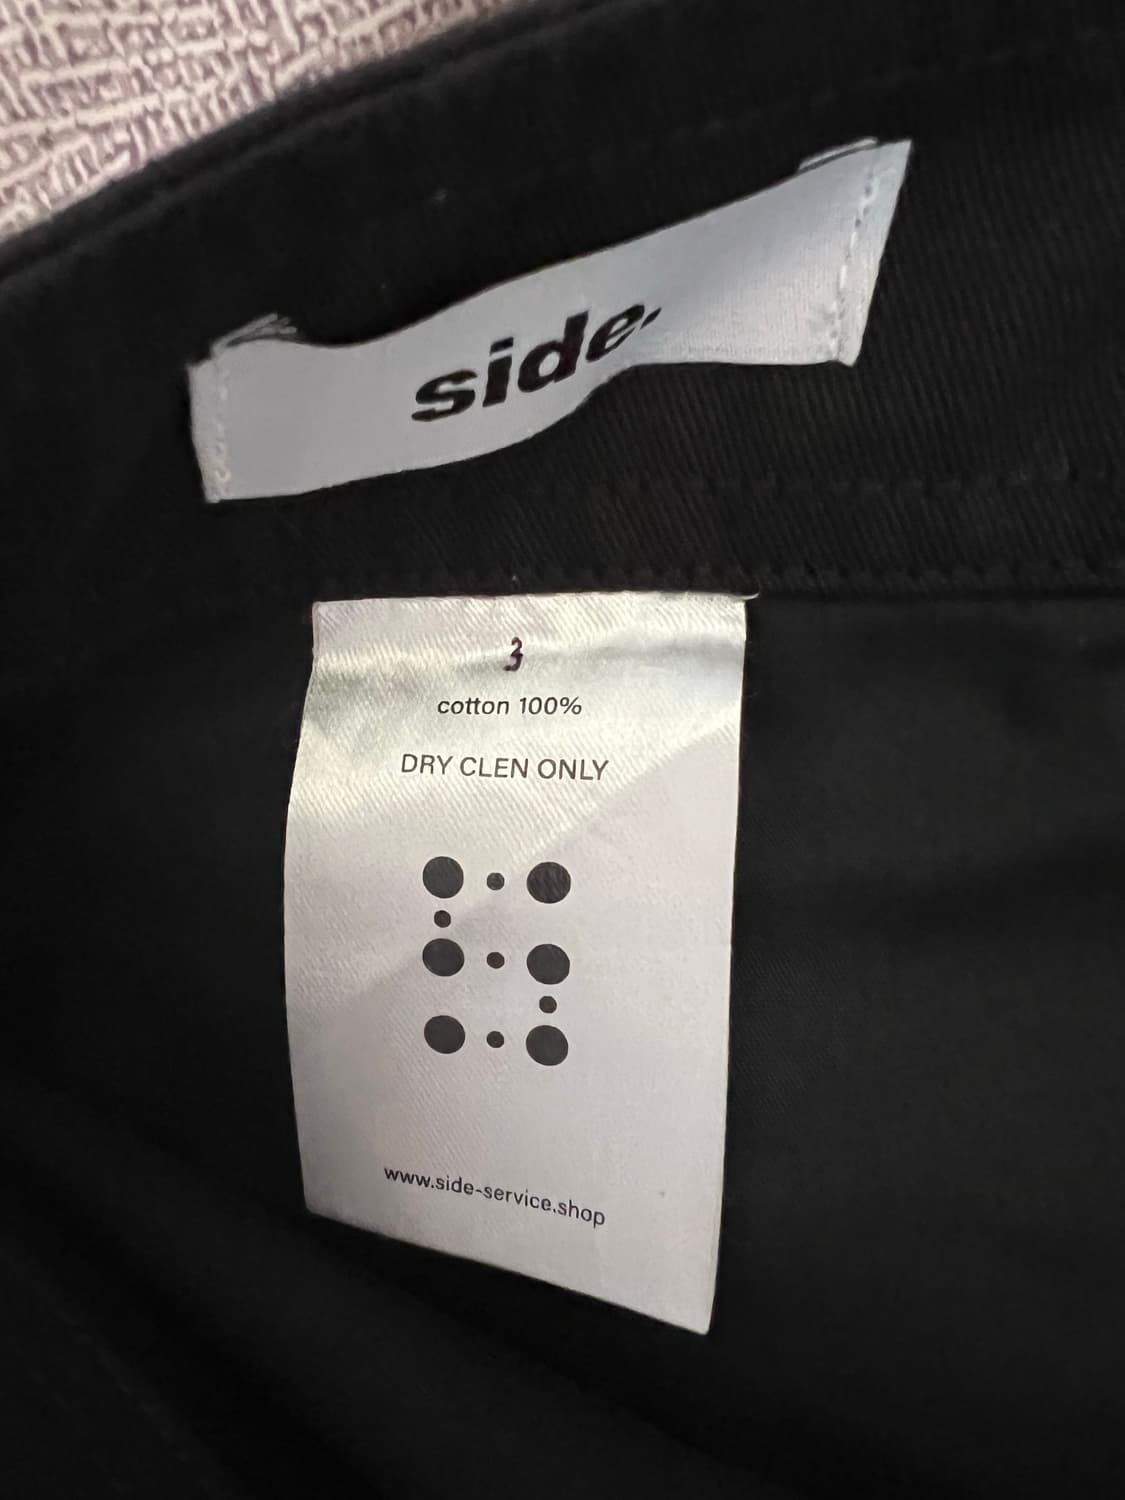 side-
3
cotton 100%
DRY CLEN ONLY
www.side-service.shop